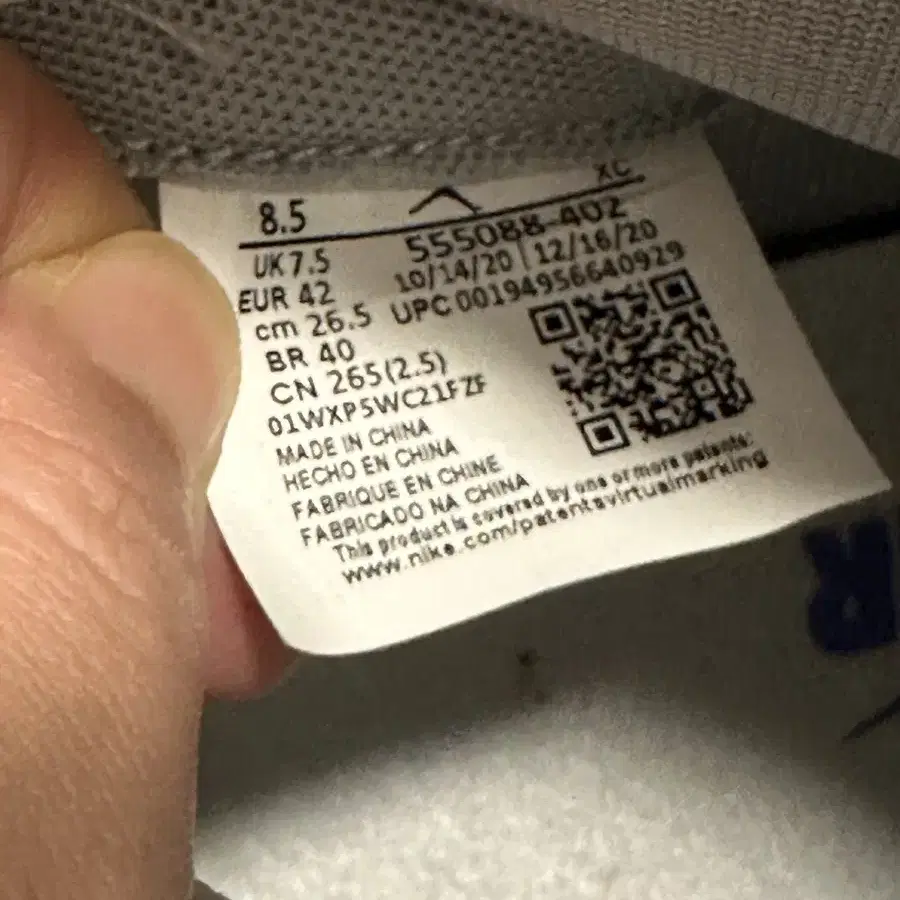 8.5 XC
UK 7.5 555088-402
EUR 42 10/14/20 | 12/16/20
cm 26.5 UPC 00194956640929
BR 40
CN 265(2.5)
01WXP5WC21FZF
MADE IN CHINA
HECHO EN CHINA
FABRIQUE EN CHINE
FABRICADO NA CHINA
This product is covered by one or more patents:
www.nike.com/patentsvirtualmarking
R